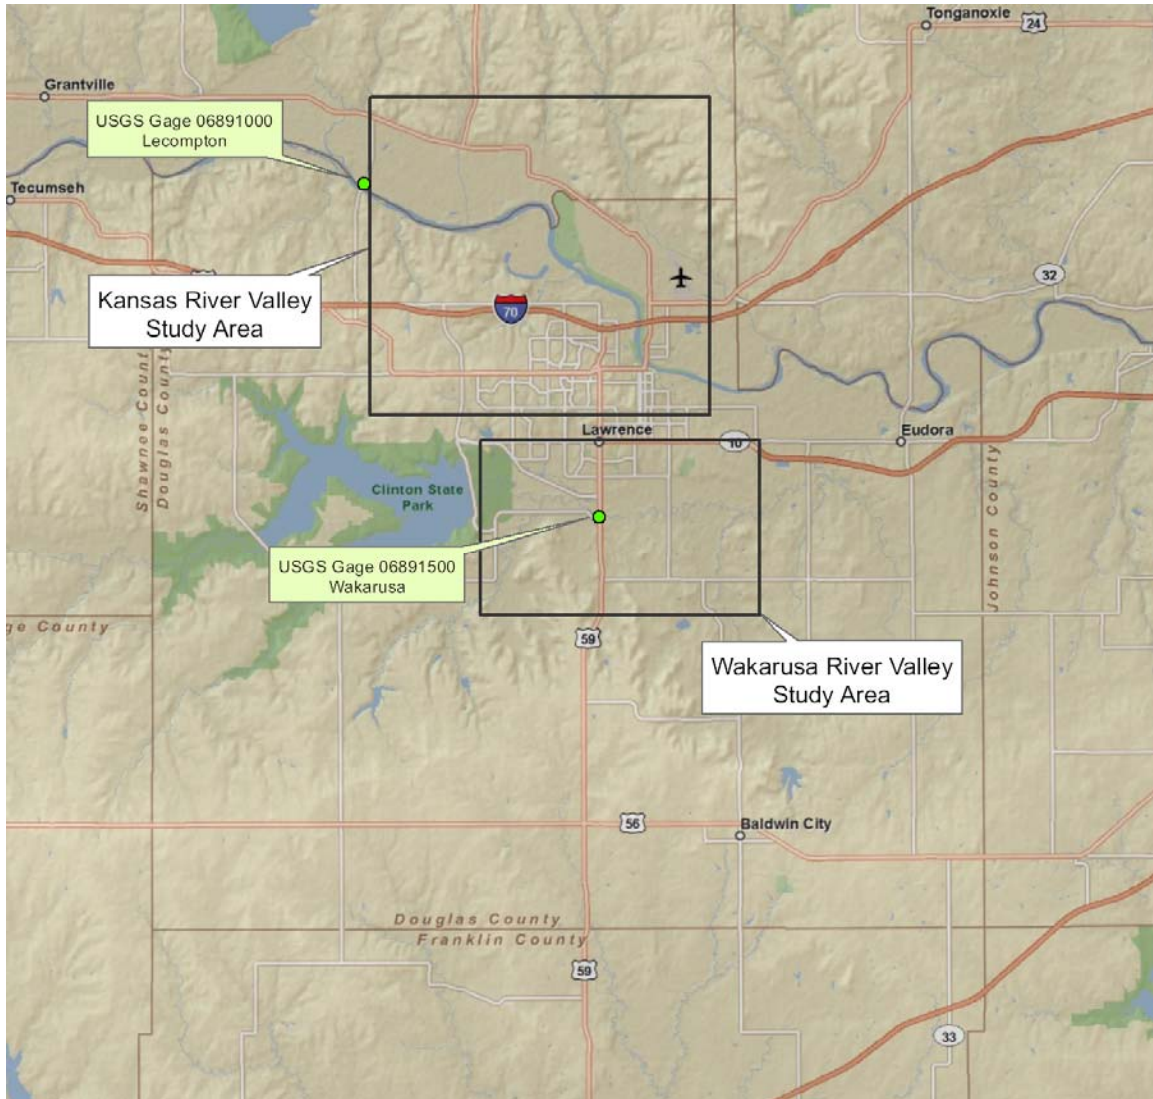 Tonganoxie
24
Grantville
USGS Gage 06891000
Lecompton
Tecumseh
32
Kansas River Valley
Study Area
70
Shawnee Count
Douglas County
Lawrence
10
Eudora
Clinton State
Park
Johnson County
USGS Gage 06891500
Wakarusa
ge County
59
Wakarusa River Valley
Study Area
56
Baldwin City
Douglas County
Franklin County
59
33